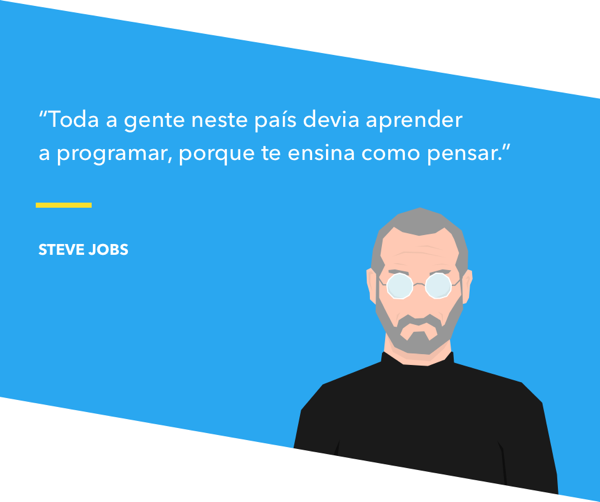 “Toda a gente neste país devia aprender
a programar, porque te ensina como pensar.”
STEVE JOBS